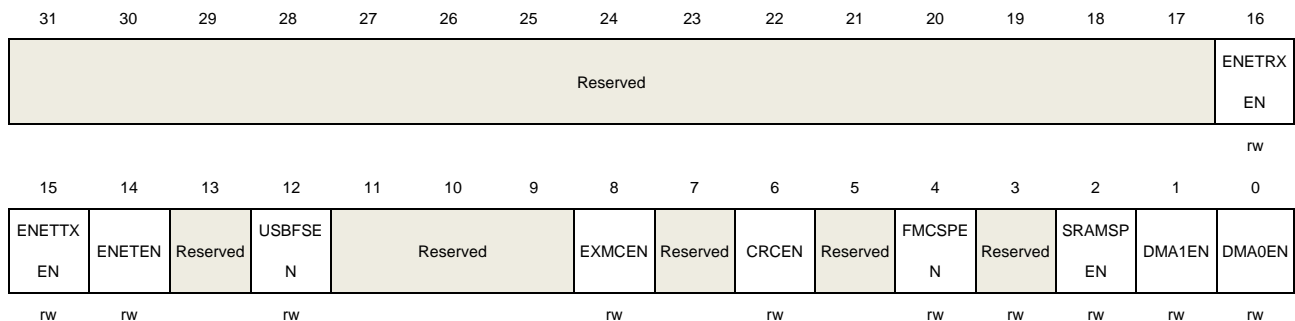 31 30 29 28 27 26 25 24 23 22 21 20 19 18 17 16
Reserved ENETRX
EN
rw
15 14 13 12 11 10 9 8 7 6 5 4 3 2 1 0
ENETTX
EN ENETEN Reserved USBFSE
N Reserved EXMCEN Reserved CRCEN Reserved FMCSPE
N Reserved SRAMSP
EN DMA1EN DMA0EN
rw rw rw rw rw rw rw rw rw